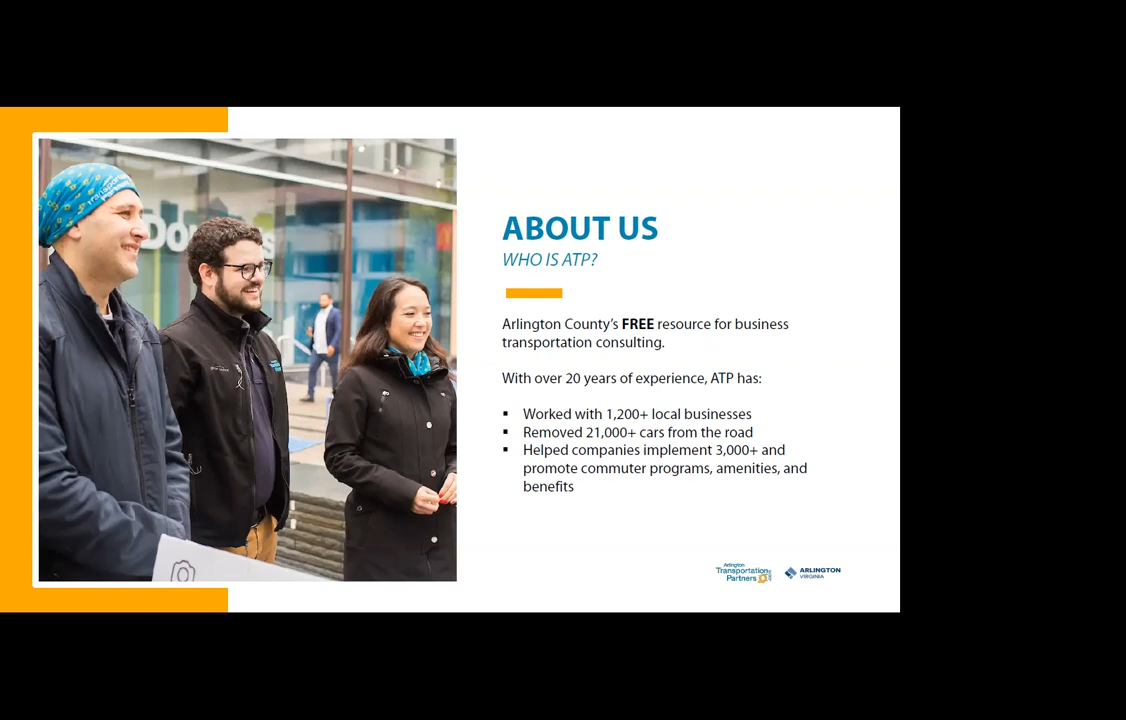 ABOUT US
WHO IS ATP?
Arlington County's FREE resource for business
transportation consulting.
With over 20 years of experience, ATP has:
▪ Worked with 1,200+ local businesses
▪ Removed 21,000+ cars from the road
▪ Helped companies implement 3,000+ and
promote commuter programs, amenities, and
benefits
Arlington
Transportation
Partners
ARLINGTON
VIRGINIA